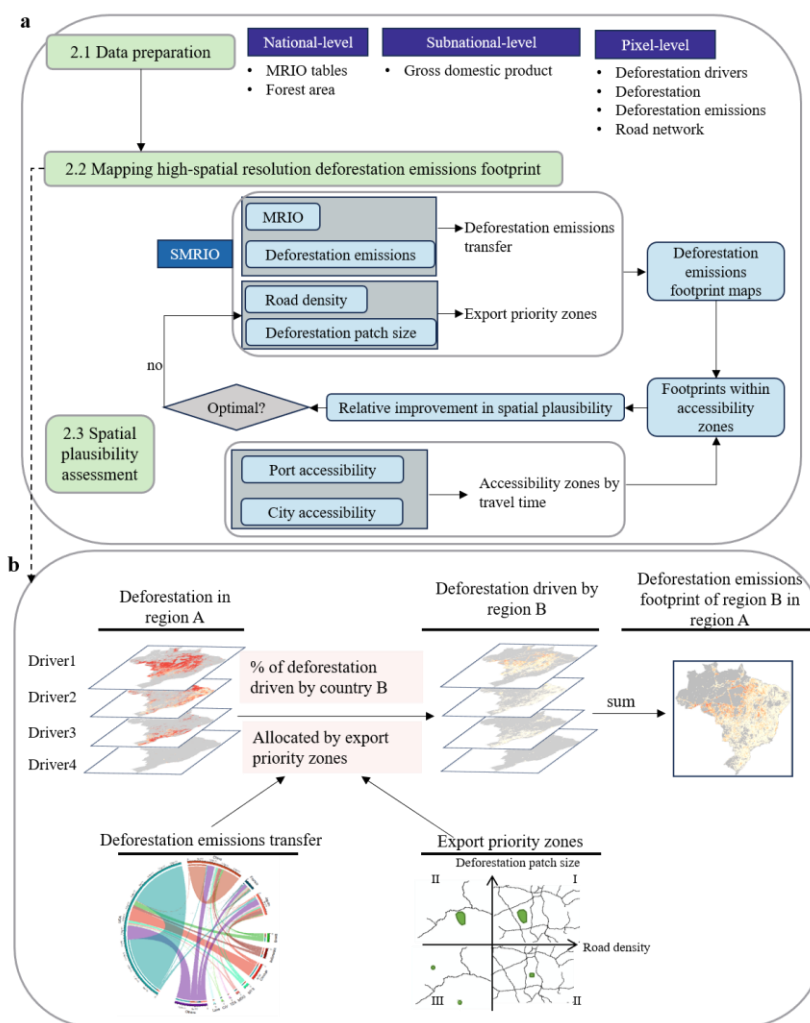 a
2.1 Data preparation
National-level
• MRIO tables
• Forest area
Subnational-level
• Gross domestic product
Pixel-level
• Deforestation drivers
• Deforestation
• Deforestation emissions
• Road network
2.2 Mapping high-spatial resolution deforestation emissions footprint
SMRIO
MRIO
Deforestation emissions
Deforestation emissions
transfer
Road density
Deforestation patch size
Export priority zones
Deforestation
emissions
footprint maps
no
Optimal?
Relative improvement in spatial plausibility
Footprints within
accessibility
zones
2.3 Spatial
plausibility
assessment
Port accessibility
City accessibility
Accessibility zones by
travel time
b
Deforestation in
region A
Deforestation driven by
region B
Deforestation emissions
footprint of region B in
region A
Driver1
Driver2
Driver3
Driver4
% of deforestation
driven by country B
Allocated by export
priority zones
sum
Deforestation emissions transfer
Export priority zones
Deforestation patch size
II
I
Road density
III
II